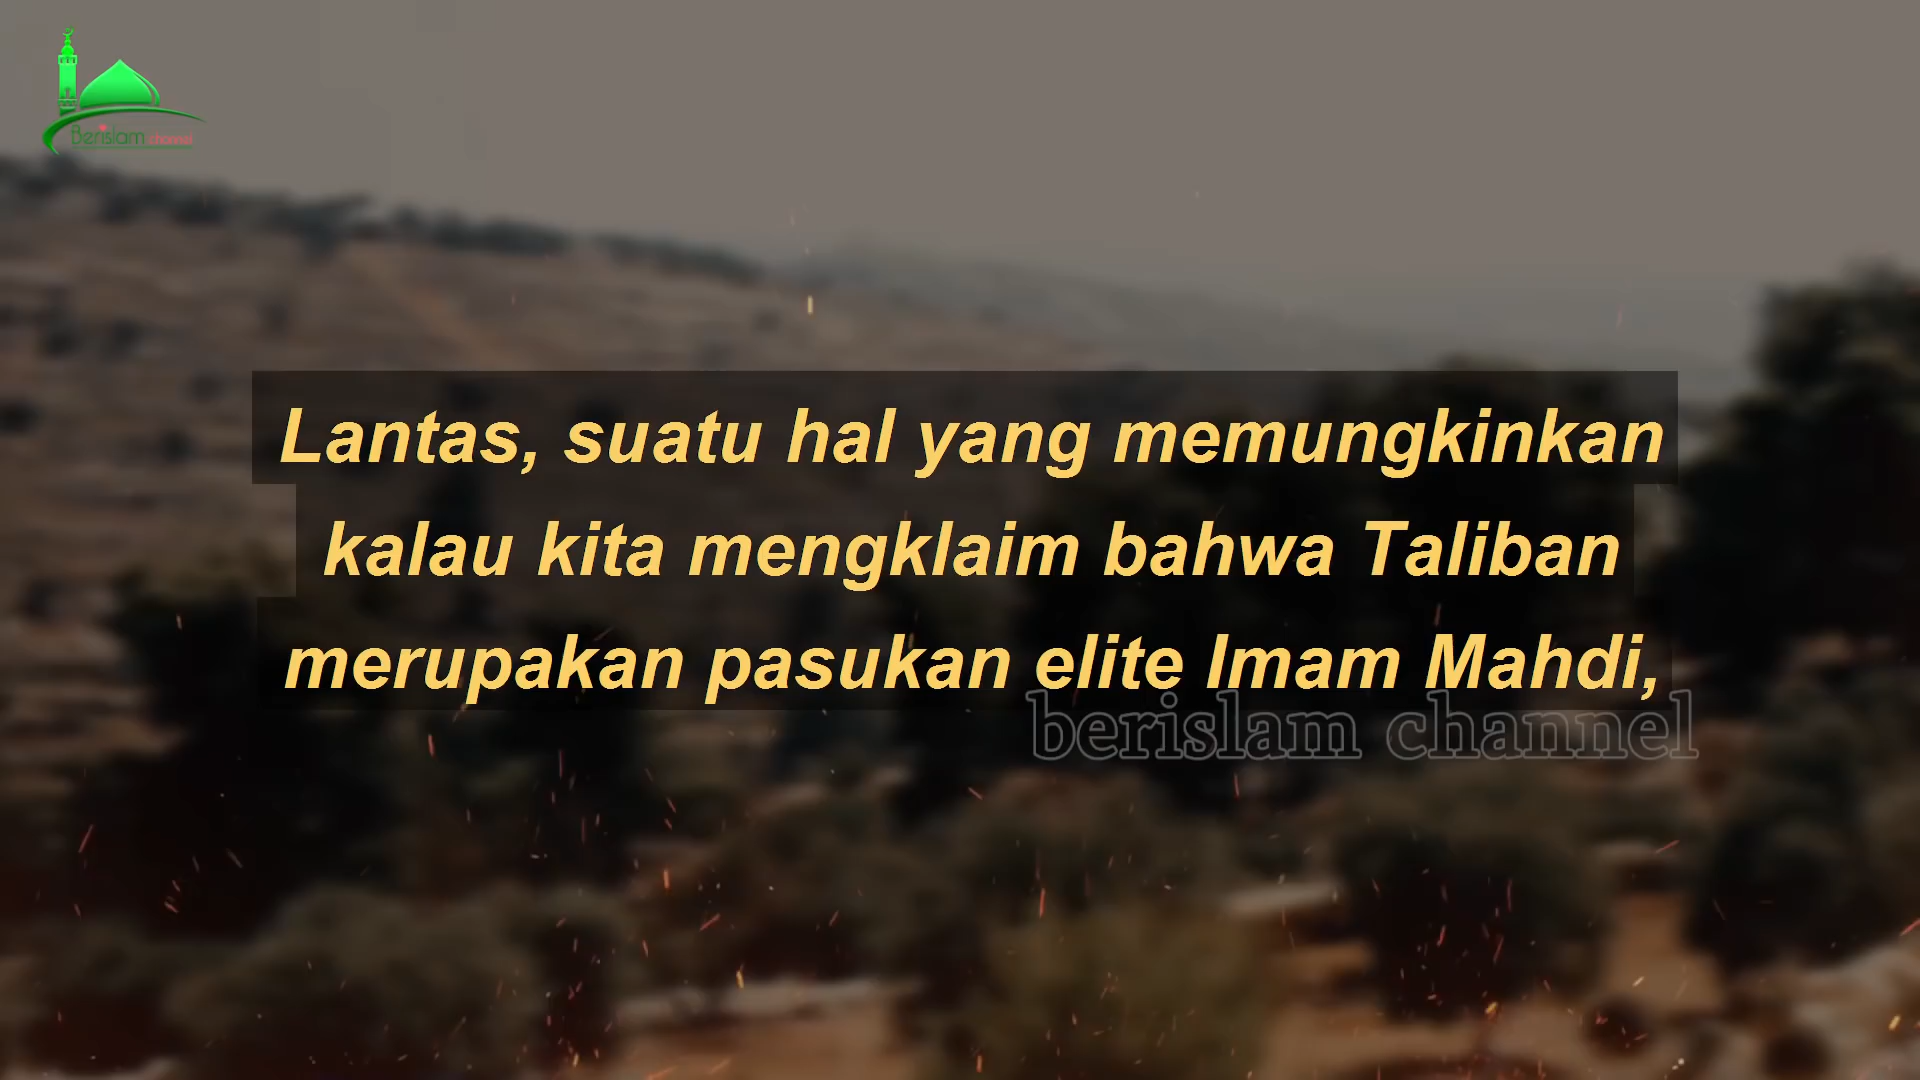 Berislam channel
Lantas, suatu hal yang memungkinkan
kalau kita mengklaim bahwa Taliban
merupakan pasukan elite Imam Mahdi,
berislam channel